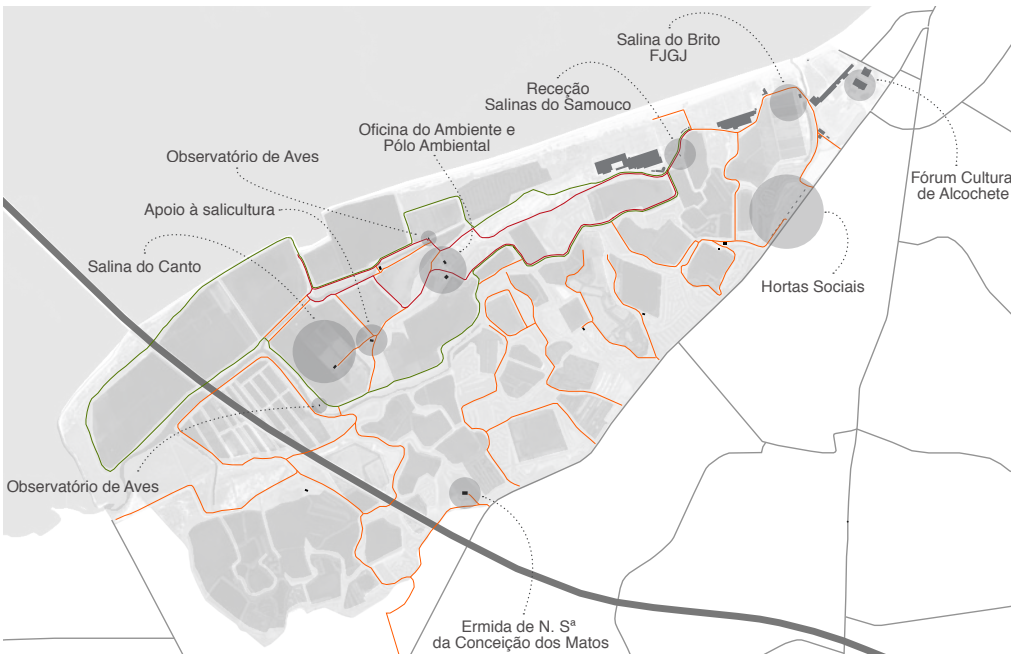 Salina do Brito
FJGJ
Receção
Salinas do Samouco
Oficina do Ambiente e
Pólo Ambiental
Observatório de Aves
Apoio à salicultura
Salina do Canto
Fórum Cultura
de Alcochete
Hortas Sociais
Observatório de Aves
Ermida de N. Sª
da Conceição dos Matos